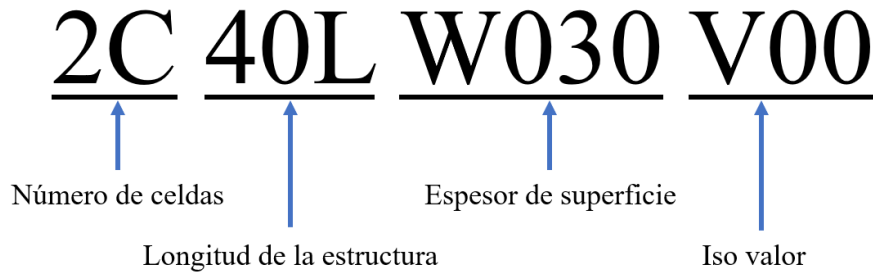 2C 40L W030 V00
Número de celdas
Espesor de superficie
Longitud de la estructura
Iso valor